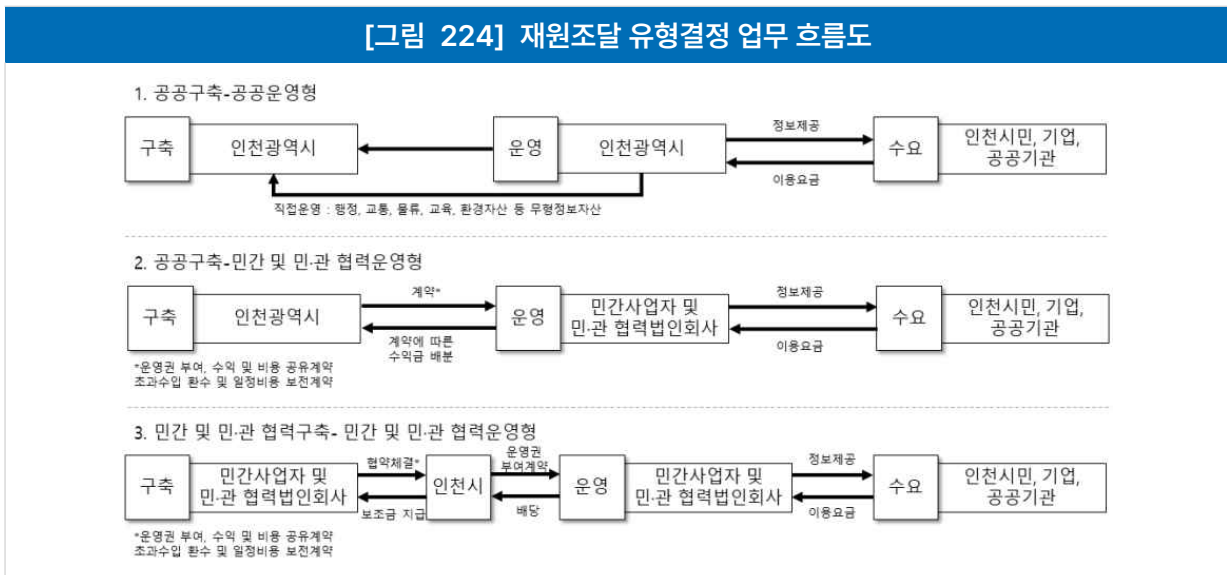 [그림 224] 재원조달 유형결정 업무 흐름도
1. 공공구축-공공운영형
구축
인천광역시
운영
인천광역시
정보제공
이용요금
수요
인천시민, 기업,
공공기관
직접운영 : 행정, 교통, 물류, 교육, 환경자산 등 무형정보자산
2. 공공구축-민간 및 민·관 협력운영형
구축
인천광역시
계약*
계약에 따른
수익금 배분
운영
민간사업자 및
민·관 협력법인회사
정보제공
이용요금
수요
인천시민, 기업,
공공기관
*운영권 부여, 수익 및 비용 공유계약
초과수입 환수 및 일정비용 보전계약
3. 민간 및 민·관 협력구축- 민간 및 민·관 협력운영형
구축
민간사업자 및
민·관 협력법인회사
협약체결*
보조금 지급
인천시
운영권
부여계약
배당
운영
민간사업자 및
민·관 협력법인회사
정보제공
이용요금
수요
인천시민, 기업,
공공기관
*운영권 부여, 수익 및 비용 공유계약
초과수입 환수 및 일정비용 보전계약